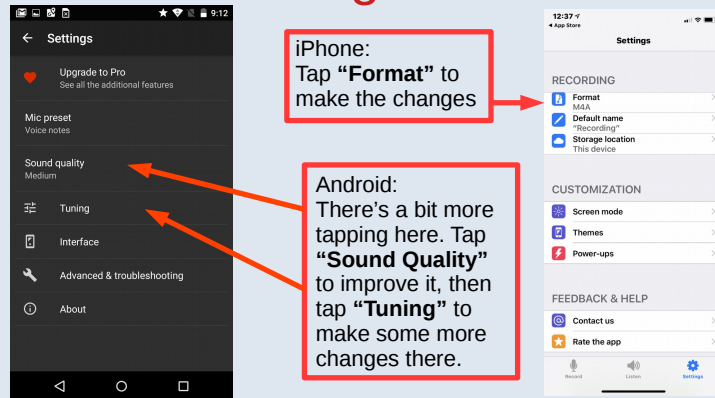 9:12
Settings
Upgrade to Pro
See all the additional features
Mic preset
Voice notes
Sound quality
Medium
Tuning
Interface
Advanced & troubleshooting
About
iPhone:
Tap “Format” to
make the changes
Android:
There’s a bit more
tapping here. Tap
“Sound Quality”
to improve it, then
tap “Tuning” to
make some more
changes there.
12:37
App Store
Settings
RECORDING
Format
M4A
Default name
“Recording”
Storage location
This device
CUSTOMIZATION
Screen mode
Themes
Power-ups
FEEDBACK & HELP
Contact us
Rate the app
Record Listen Settings